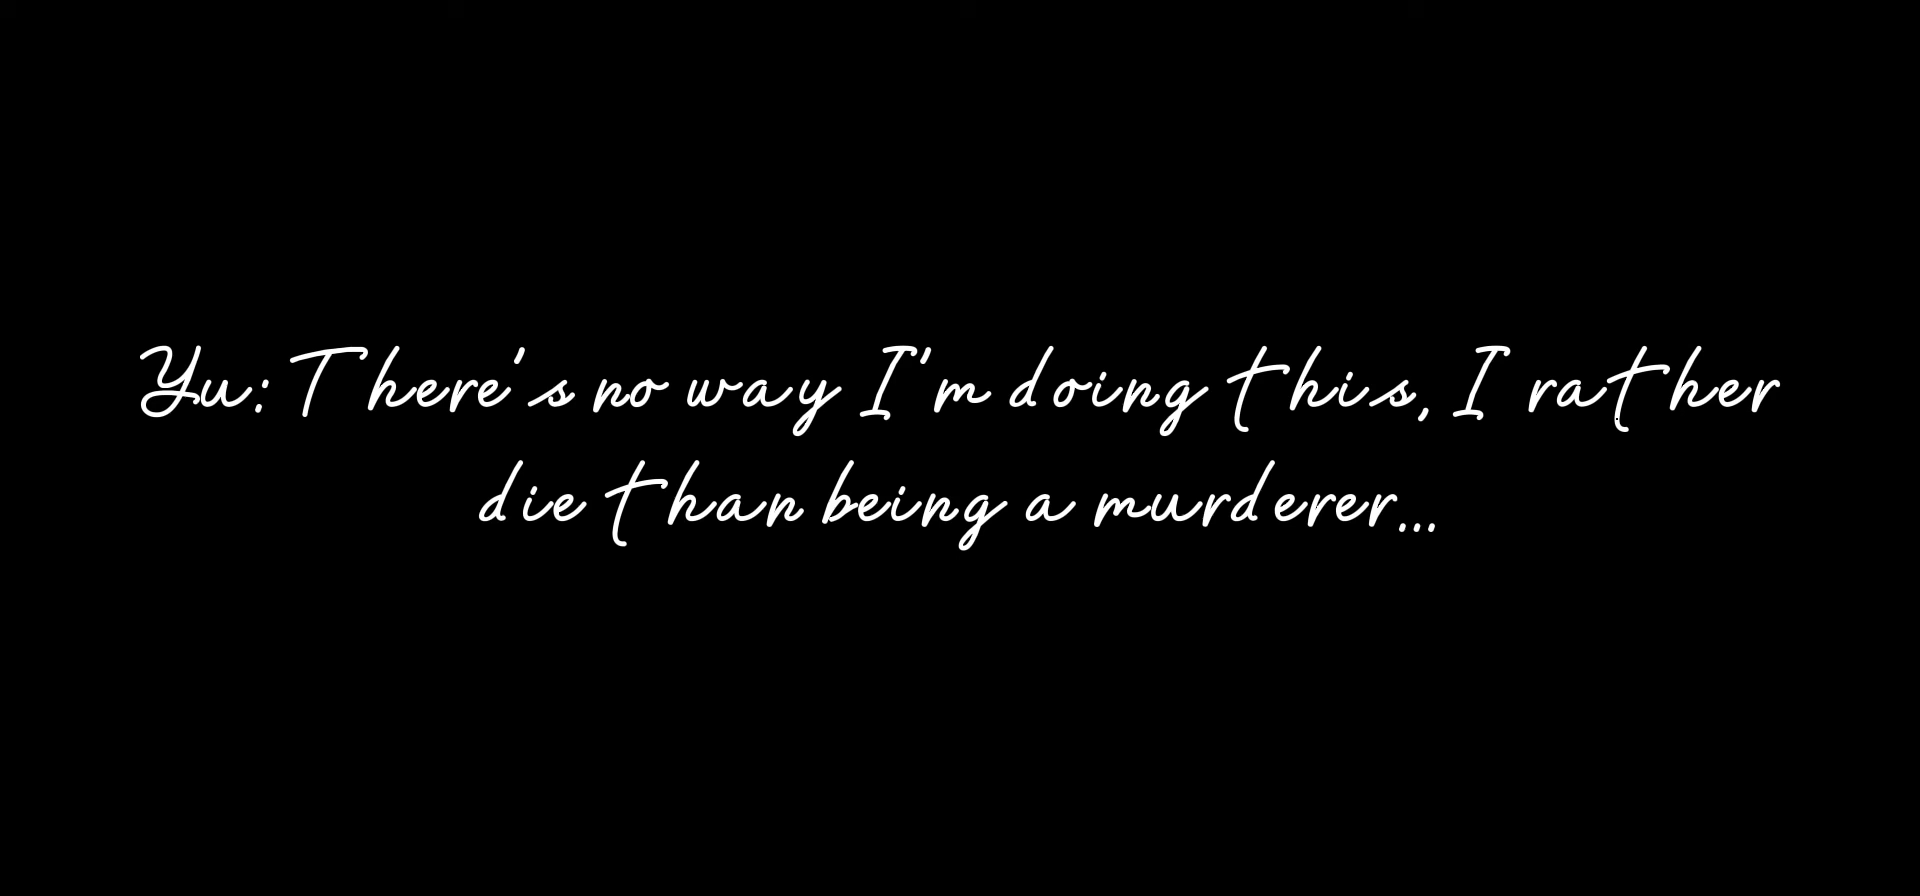 Yu: There's no way I'm doing this, I rather
die than being a murderer...